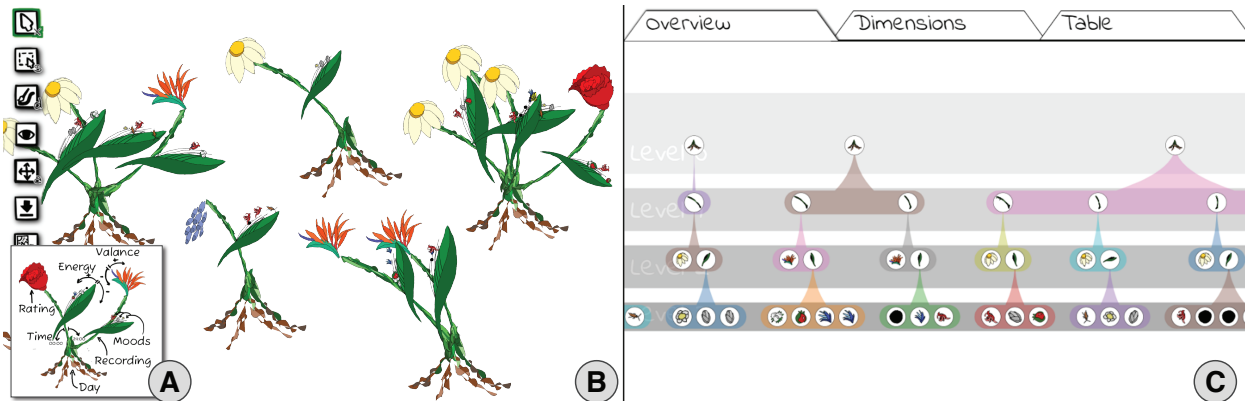 Overview
Dimensions
Table
Level
Level
Level
Valance
Energy
Rating
Time
Moods
Recording
Day
A
B
C